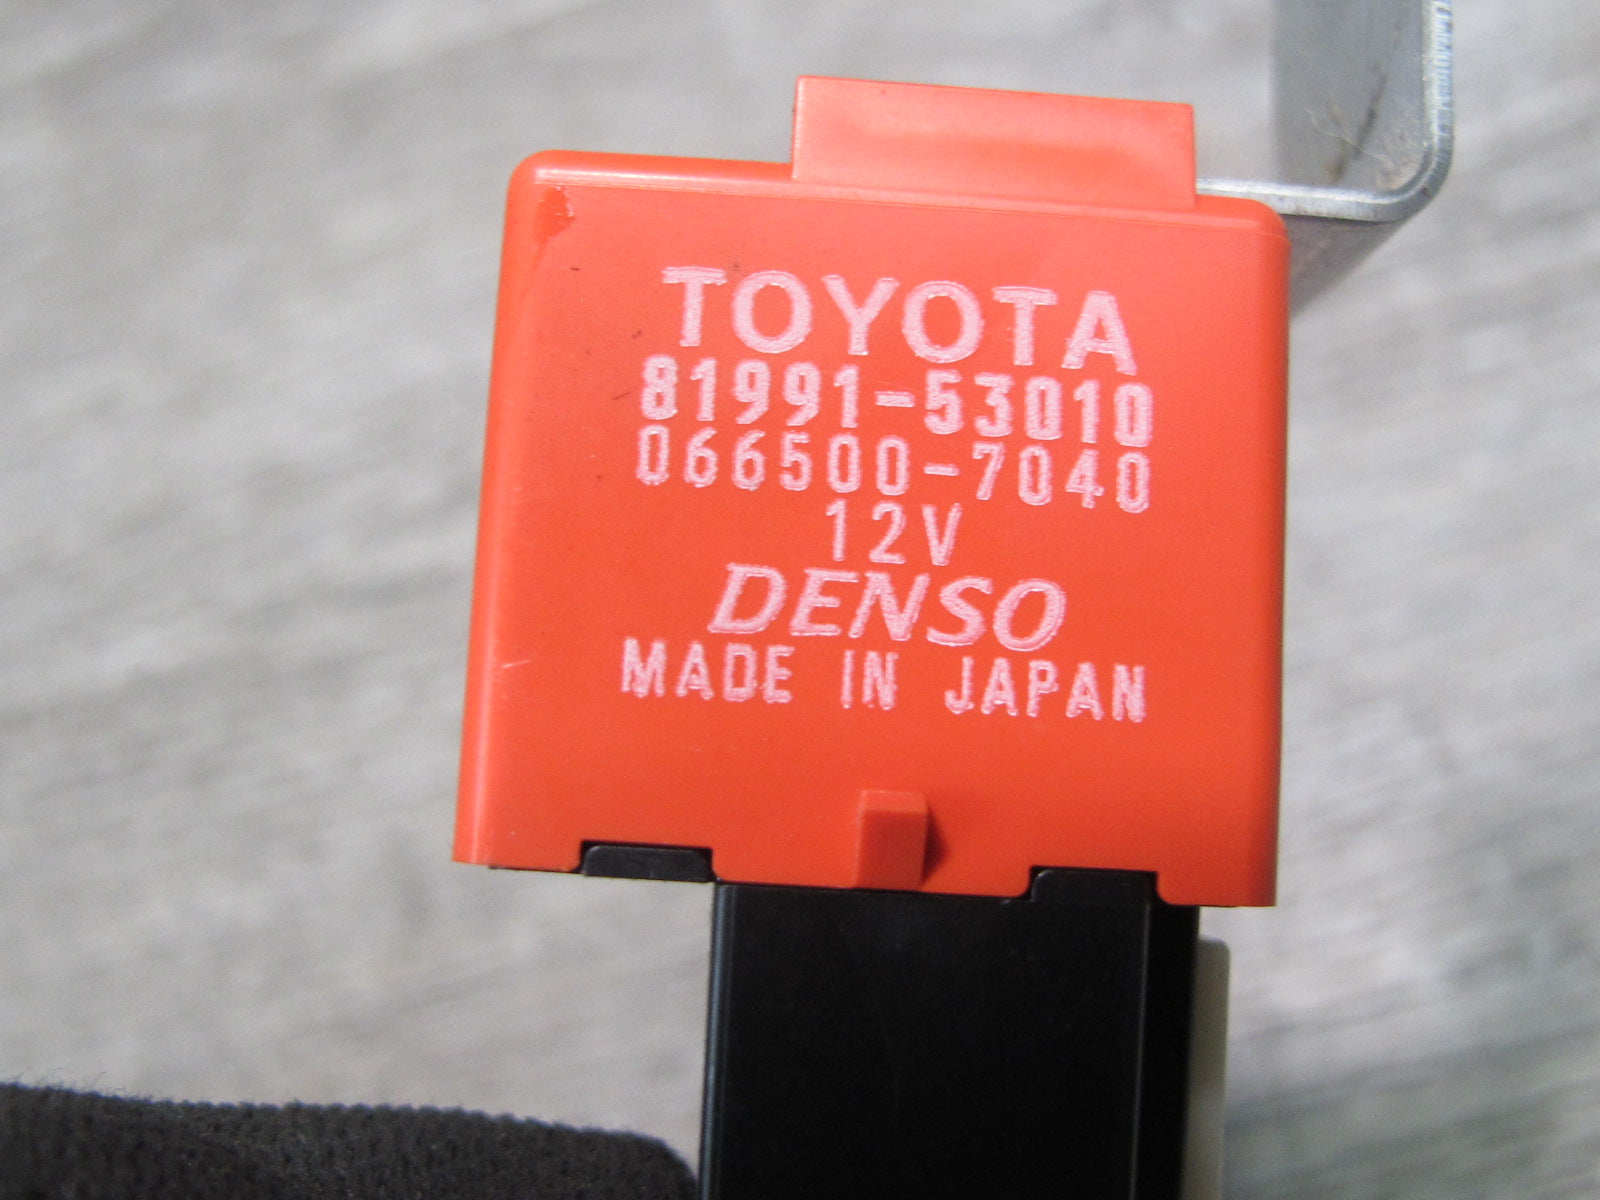 TOYOTA
81991-53010
066500-7040
12V
DENSO
MADE IN JAPAN